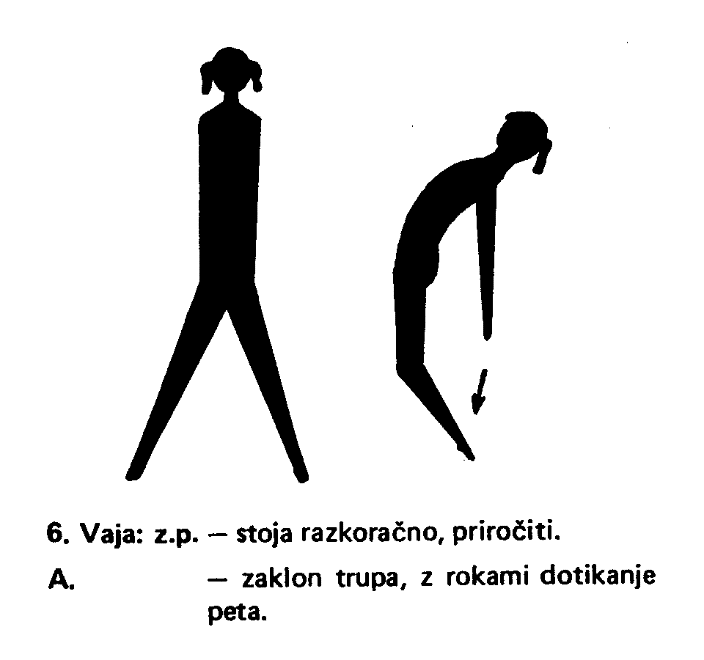 6. Vaja: z.p. — stoja razkoračno, priročiti.
A. — zaklon trupa, z rokami dotikanje
peta.